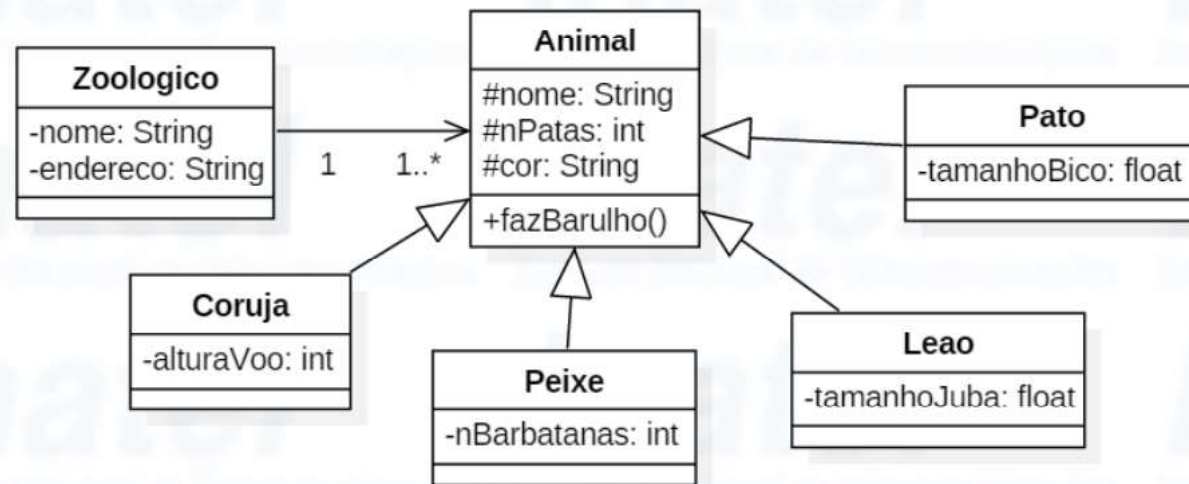 Zoologico
-nome: String
-endereco: String
1
1..*
Animal
#nome: String
#nPatas: int
#cor: String
+fazBarulho()
Pato
-tamanhoBico: float
Coruja
-alturaVoo: int
Peixe
-nBarbatanas: int
Leao
-tamanhoJuba: float